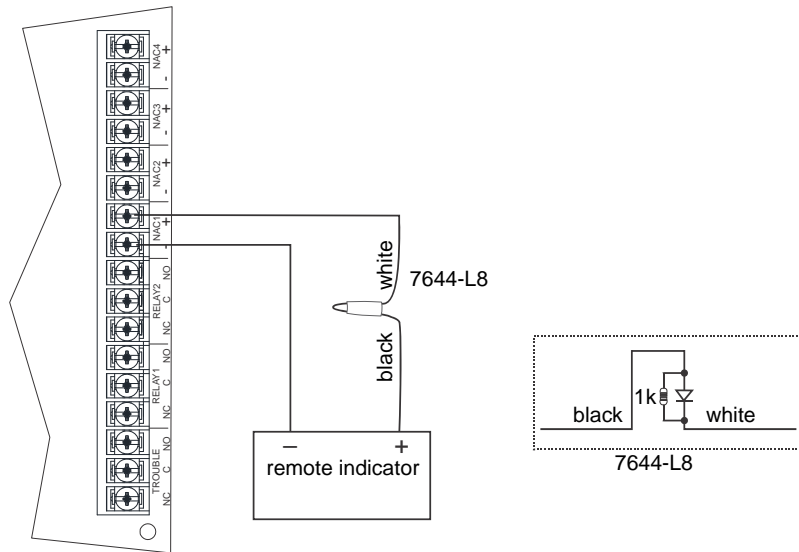 +
NAC4
-
+
NAC3
-
+
NAC2
-
+
NAC1
-
NO
C
RELAY2
NC
NO
C
RELAY1
NC
NO
C
TROUBLE
NC
white
7644-L8
black
– +
remote indicator
1k
black white
7644-L8